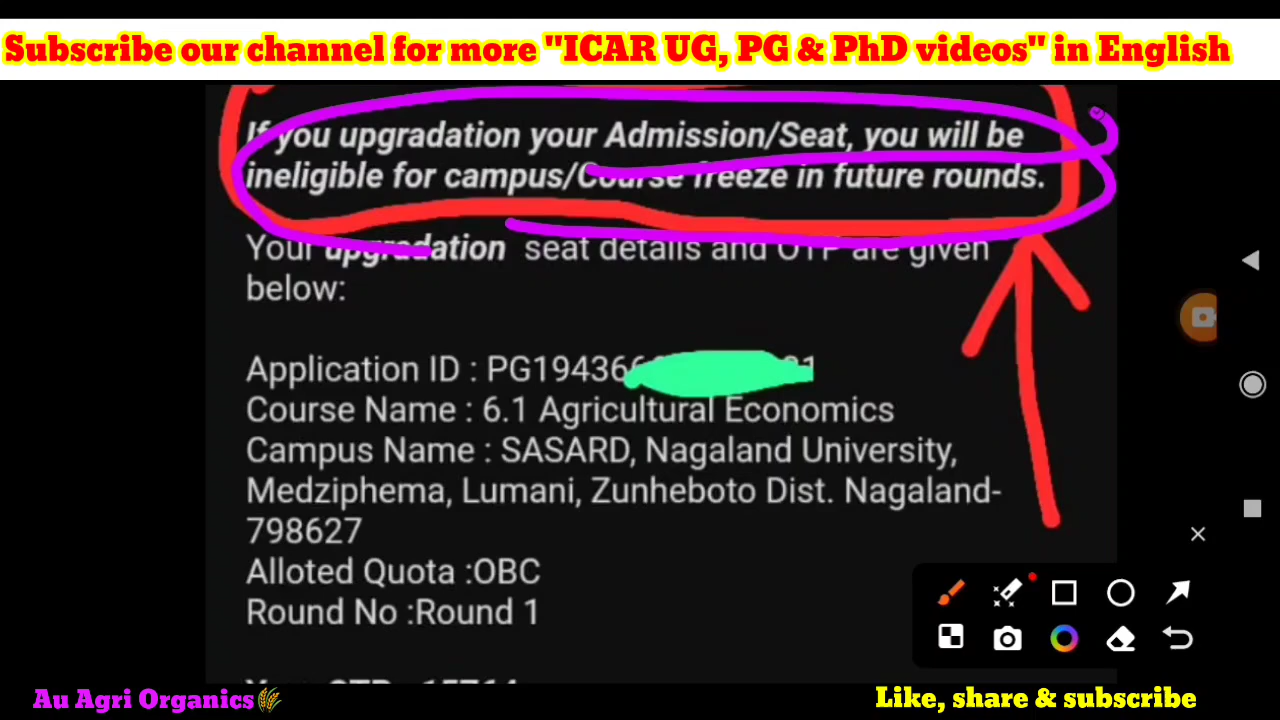 Subscribe our channel for more "ICAR UG, PG & PhD videos" in English
If you upgradation your Admission/Seat, you will be
ineligible for campus/Course freeze in future rounds.
Your upgradation seat details and OTP are given
below:
Application ID : PG19436
Course Name : 6.1 Agricultural Economics
Campus Name : SASARD, Nagaland University,
Medziphema, Lumani, Zunheboto Dist. Nagaland-
798627
Alloted Quota :OBC
Round No :Round 1
Au Agri Organics🌾
Like, share & subscribe